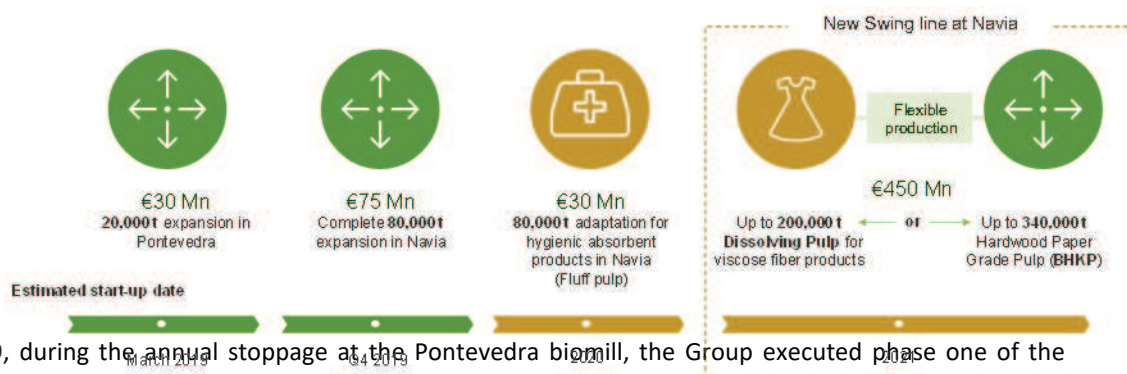 New Swing line at Navia
Flexible
production
€30 Mn
20,000t expansion in
Pontevedra
€75 Mn
Complete 80,000t
expansion in Navia
€30 Mn
80,000t adaptation for
hygienic absorbent
products in Navia
(Fluff pulp)
€450 Mn
Up to 200,000t
Dissolving Pulp for
viscose fiber products
or
Up to 340,000t
Hardwood Paper
Grade Pulp (BHKP)
Estimated start-up date
March 2019
Q4 2019
2020
2021
, during the annual stoppage at the Pontevedra biomill, the Group executed phase one of the